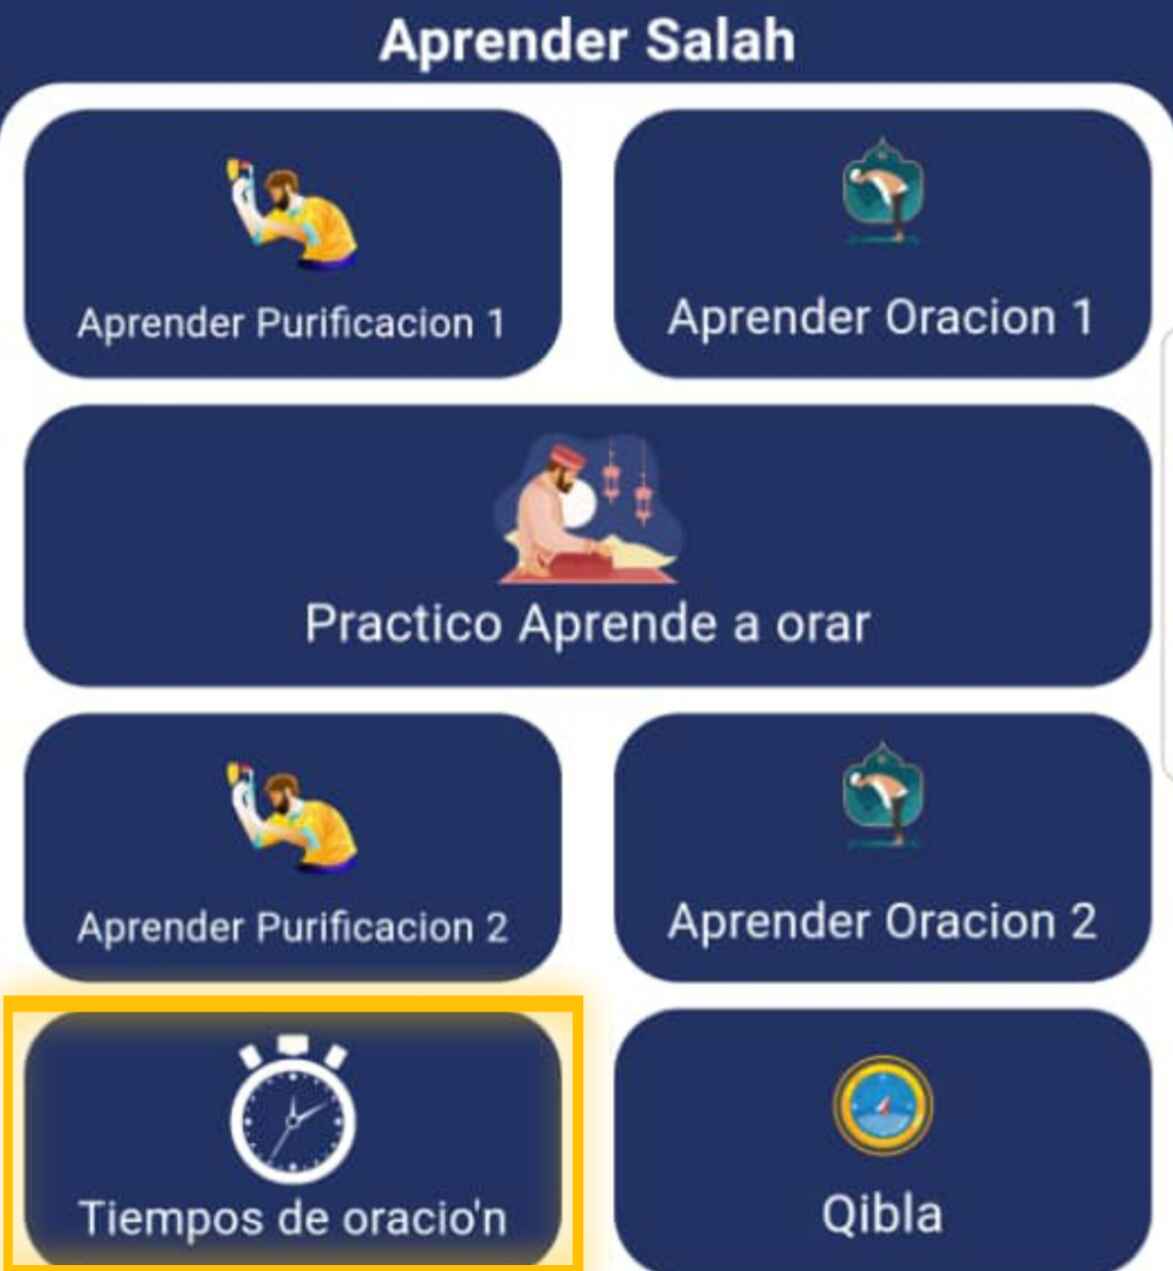 Aprender Salah
Aprender Purificacion 1
Aprender Oracion 1
Practico Aprende a orar
Aprender Purificacion 2
Aprender Oracion 2
Tiempos de oracio'n
Qibla